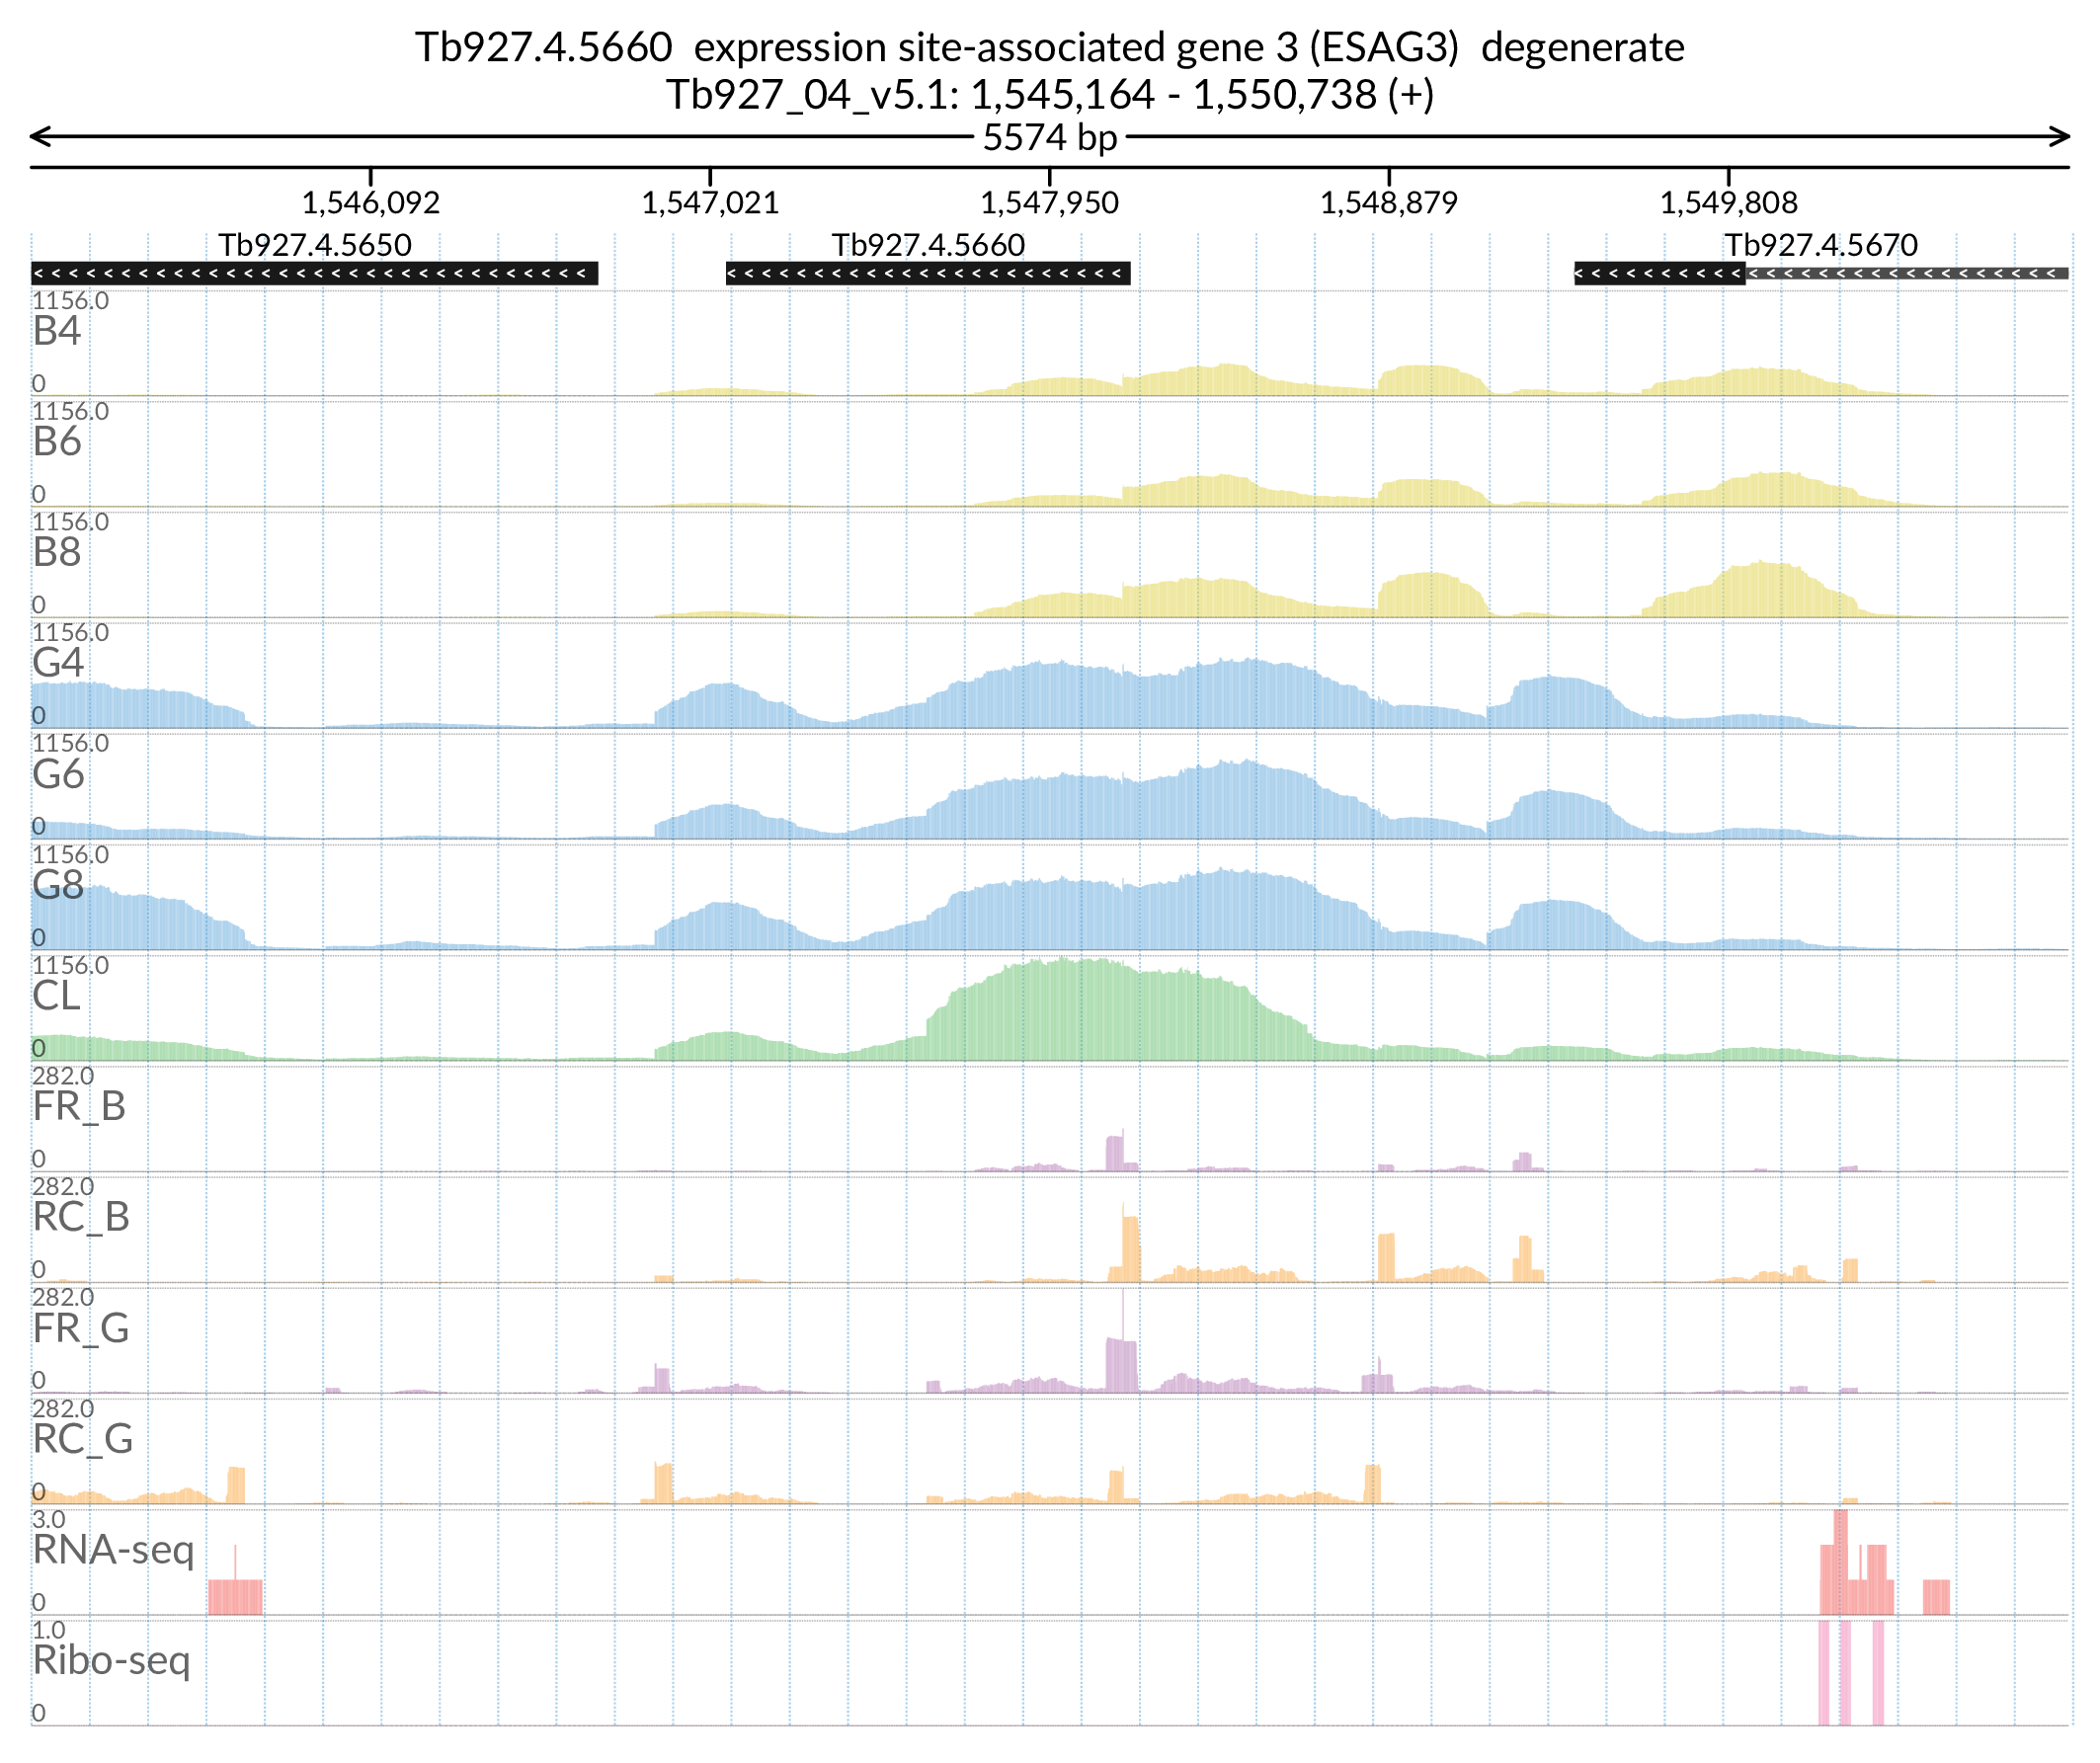 Tb927.4.5660  expression site-associated gene 3 (ESAG3)  degenerate
Tb927_04_v5.1: 1,545,164 - 1,550,738 (+)
5574 bp
1,546,092 1,547,021 1,547,950 1,548,879 1,549,808
Tb927.4.5650 Tb927.4.5660 Tb927.4.5670
1156.0
B4
0
1156.0
B6
0
1156.0
B8
0
1156.0
G4
0
1156.0
G6
0
1156.0
G8
0
1156.0
CL
0
282.0
FR_B
0
282.0
RC_B
0
282.0
FR_G
0
282.0
RC_G
0
3.0
RNA-seq
0
1.0
Ribo-seq
0